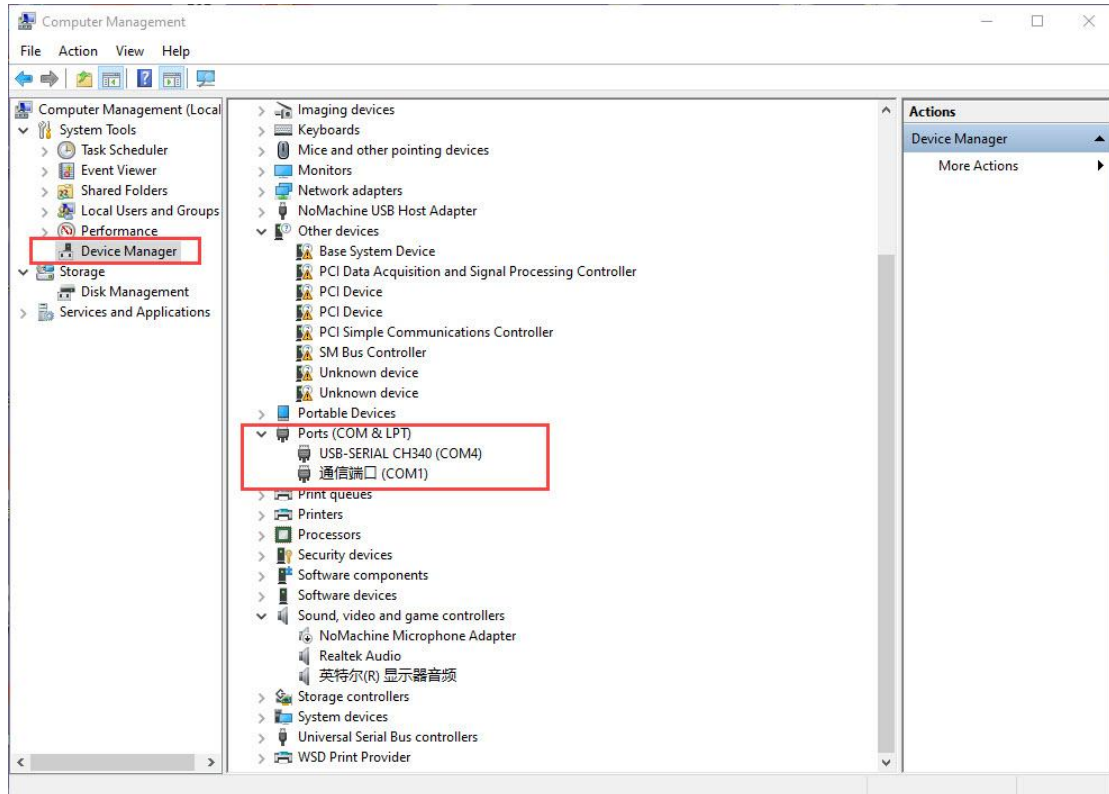 Computer Management
File Action View Help
Computer Management (Local
System Tools
Task Scheduler
Event Viewer
Shared Folders
Local Users and Groups
Performance
Device Manager
Storage
Disk Management
Services and Applications
Imaging devices
Keyboards
Mice and other pointing devices
Monitors
Network adapters
NoMachine USB Host Adapter
Other devices
Base System Device
PCI Data Acquisition and Signal Processing Controller
PCI Device
PCI Device
PCI Simple Communications Controller
SM Bus Controller
Unknown device
Unknown device
Portable Devices
Ports (COM & LPT)
USB-SERIAL CH340 (COM4)
通信端口 (COM1)
Print queues
Printers
Processors
Security devices
Software components
Software devices
Sound, video and game controllers
NoMachine Microphone Adapter
Realtek Audio
英特尔(R) 显示器音频
Storage controllers
System devices
Universal Serial Bus controllers
WSD Print Provider
Actions
Device Manager
More Actions